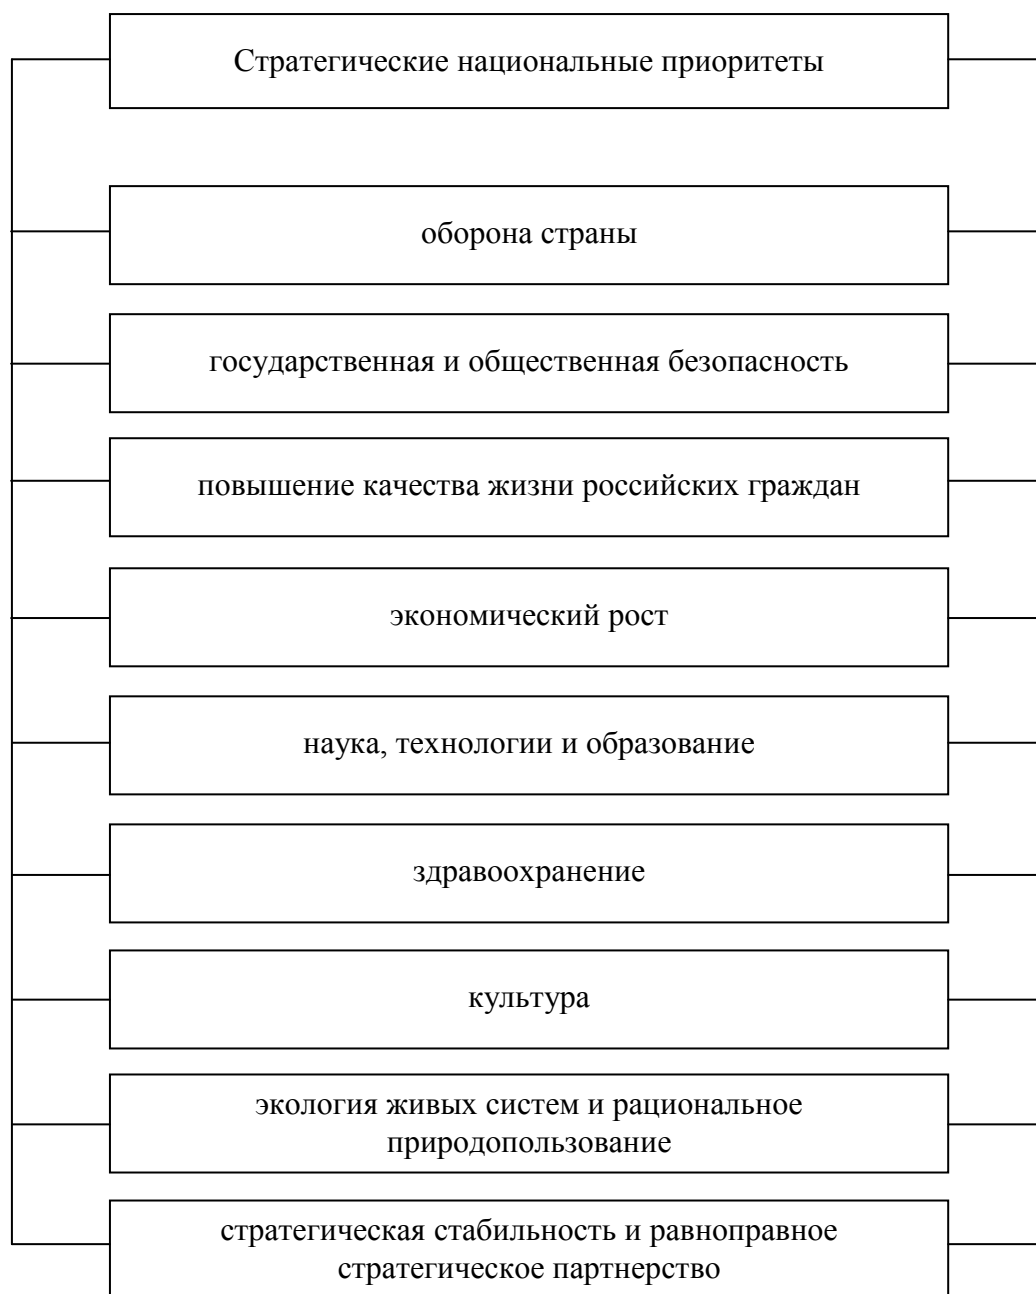 Стратегические национальные приоритеты
оборона страны
государственная и общественная безопасность
повышение качества жизни российских граждан
экономический рост
наука, технологии и образование
здравоохранение
культура
экология живых систем и рациональное
природопользование
стратегическая стабильность и равноправное
стратегическое партнерство